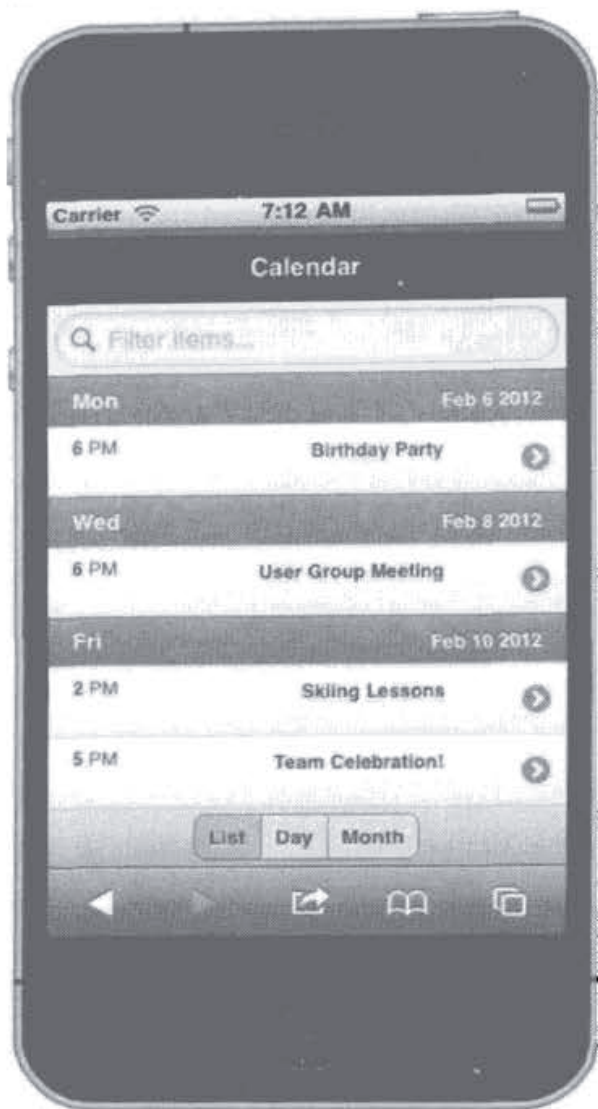 Carrier 7:12 AM
Calendar
Filter items...
Mon Feb 6 2012
6 PM Birthday Party
Wed Feb 8 2012
6 PM User Group Meeting
Fri Feb 10 2012
2 PM Skiing Lessons
5 PM Team Celebration!
List Day Month